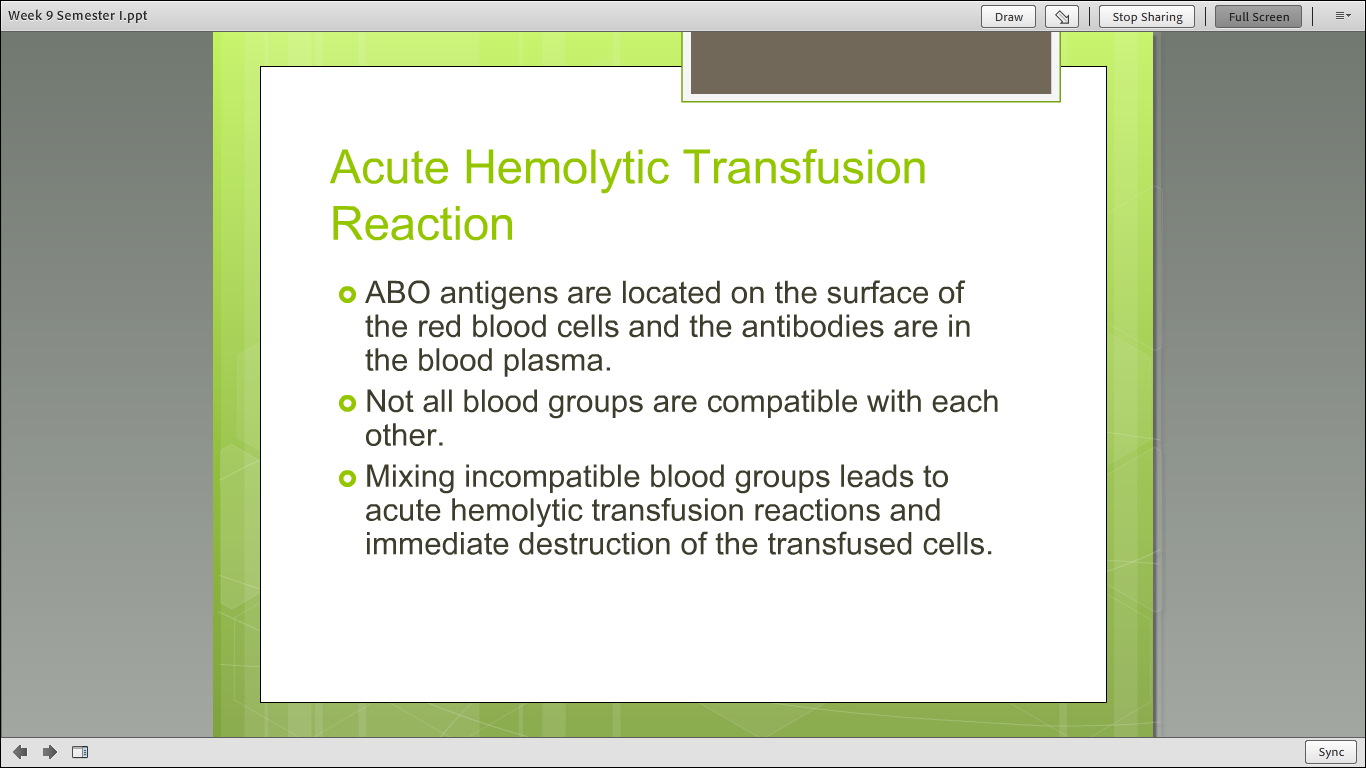 Week 9 Semester I.ppt
Draw
Stop Sharing
Full Screen
Acute Hemolytic Transfusion
Reaction
ABO antigens are located on the surface of
the red blood cells and the antibodies are in
the blood plasma.
Not all blood groups are compatible with each
other.
Mixing incompatible blood groups leads to
acute hemolytic transfusion reactions and
immediate destruction of the transfused cells.
Sync